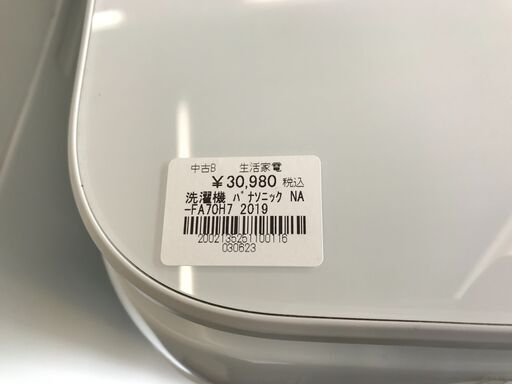 中古B 生活家電
￥30,980 税込
洗濯機 ﾊﾟﾅｿﾆｯｸ NA
-FA70H7 2019
2002135261100116
030623